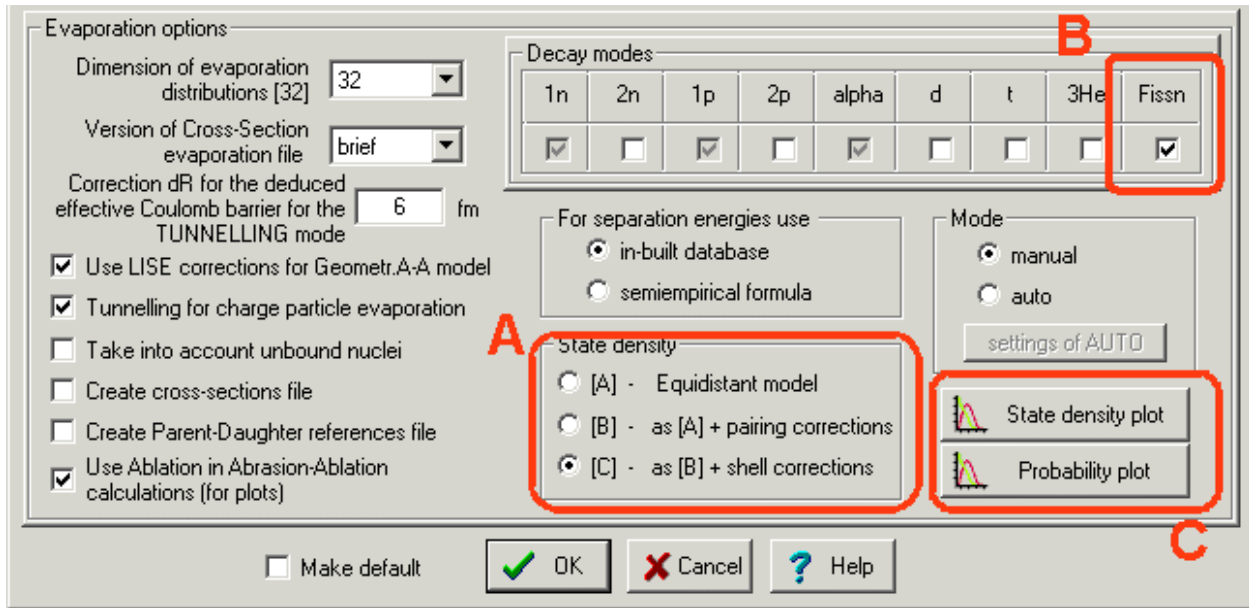 Evaporation options
Dimension of evaporation
distributions [32]
32
Version of Cross-Section
evaporation file
brief
Correction dR for the deduced
effective Coulomb barrier for the
TUNNELLING mode
6 fm
Use LISE corrections for Geometr.A-A model
Tunnelling for charge particle evaporation
Take into account unbound nuclei
Create cross-sections file
Create Parent-Daughter references file
Use Ablation in Abrasion-Ablation
calculations (for plots)
B
Decay modes
1n 2n 1p 2p alpha d t 3He Fissn
For separation energies use
in-built database
semiempirical formula
Mode
manual
auto
settings of AUTO
A
State density
[A] - Equidistant model
[B] - as [A] + pairing corrections
[C] - as [B] + shell corrections
State density plot
Probability plot
C
Make default
OK
Cancel
? Help